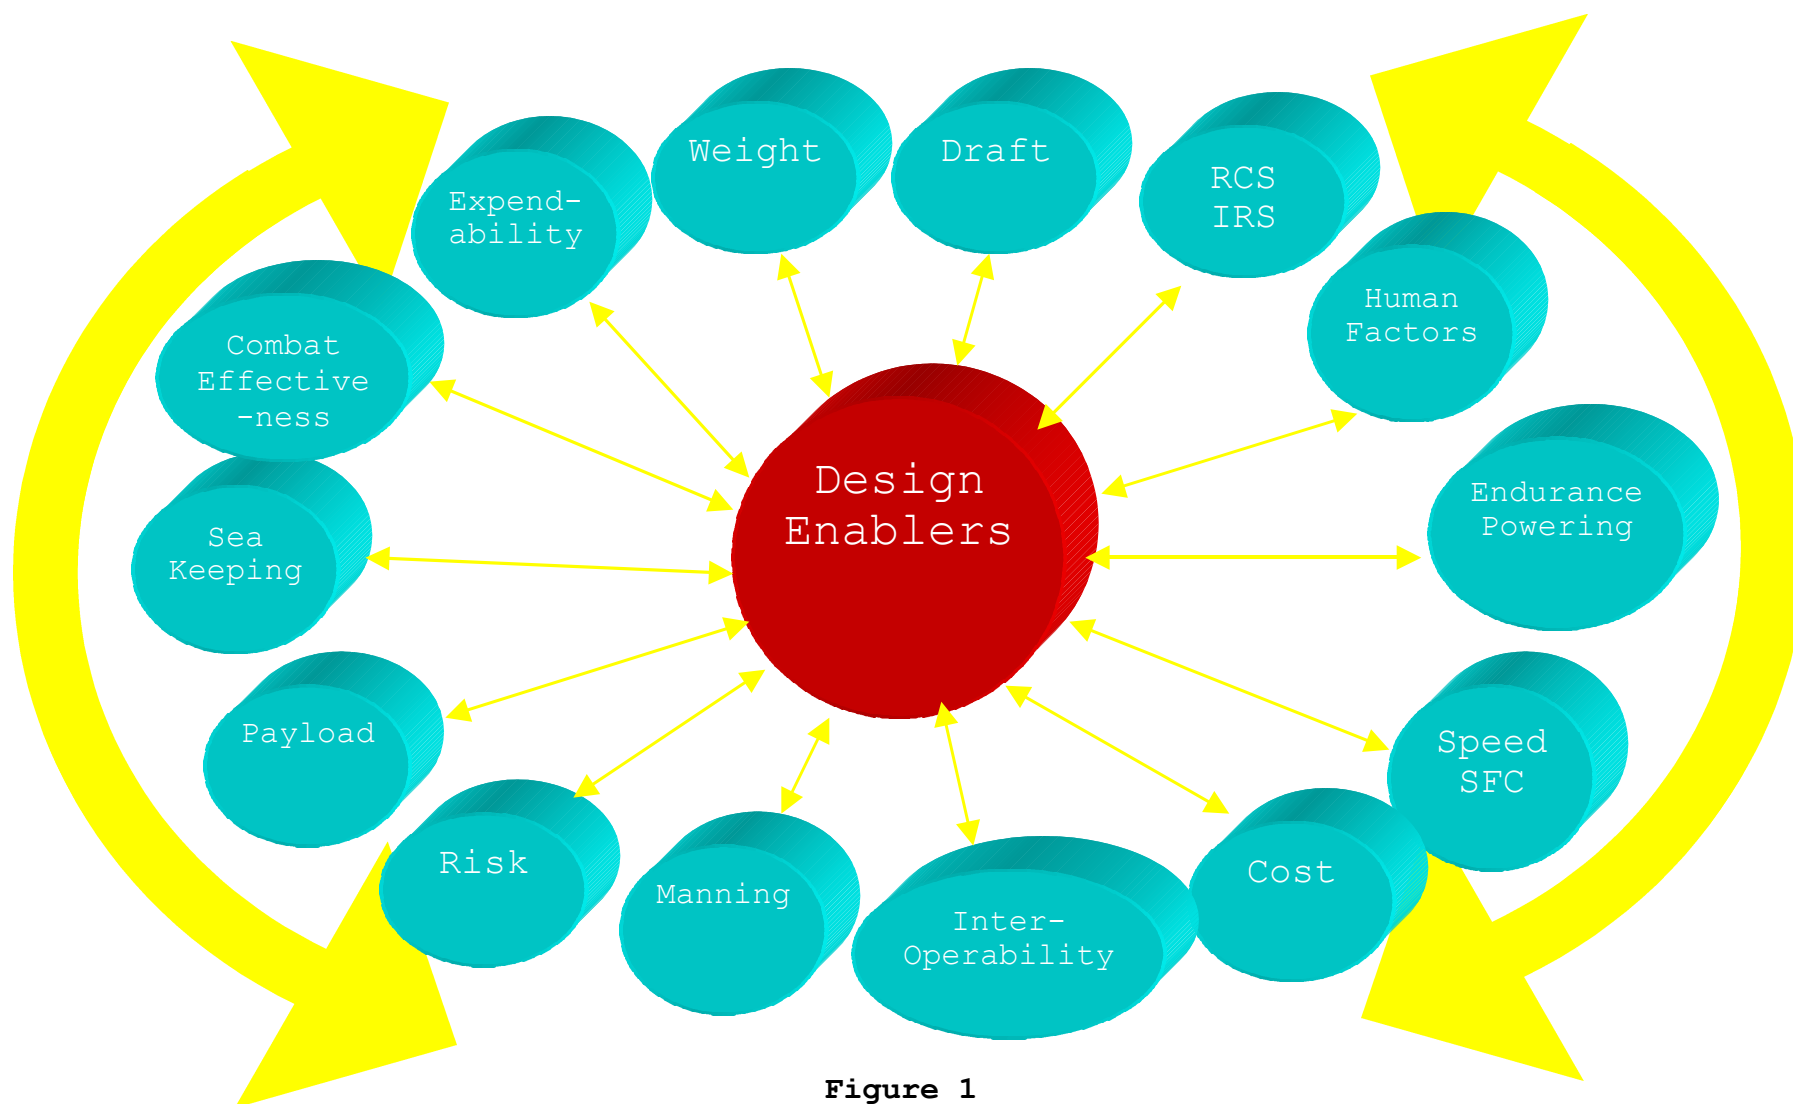 Weight
Draft
RCS
IRS
Expend-
ability
Human
Factors
Combat
Effective
-ness
Design
Enablers
Endurance
Powering
Sea
Keeping
Payload
Speed
SFC
Risk
Cost
Manning
Inter-
Operability
Figure 1